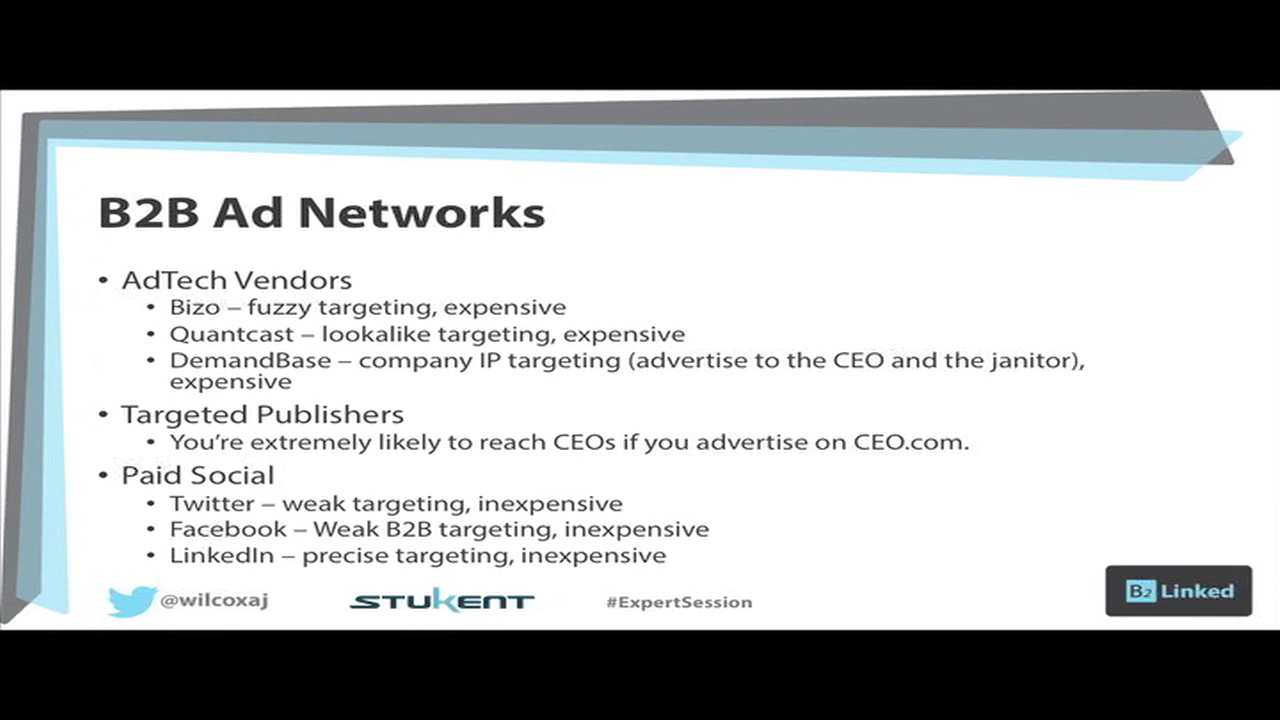 B2B Ad Networks
• AdTech Vendors
• Bizo – fuzzy targeting, expensive
• Quantcast – lookalike targeting, expensive
• DemandBase – company IP targeting (advertise to the CEO and the janitor),
expensive
• Targeted Publishers
• You're extremely likely to reach CEOs if you advertise on CEO.com.
• Paid Social
• Twitter – weak targeting, inexpensive
• Facebook – Weak B2B targeting, inexpensive
• LinkedIn – precise targeting, inexpensive
@wilcoxaj STUKENT #ExpertSession B2 Linked